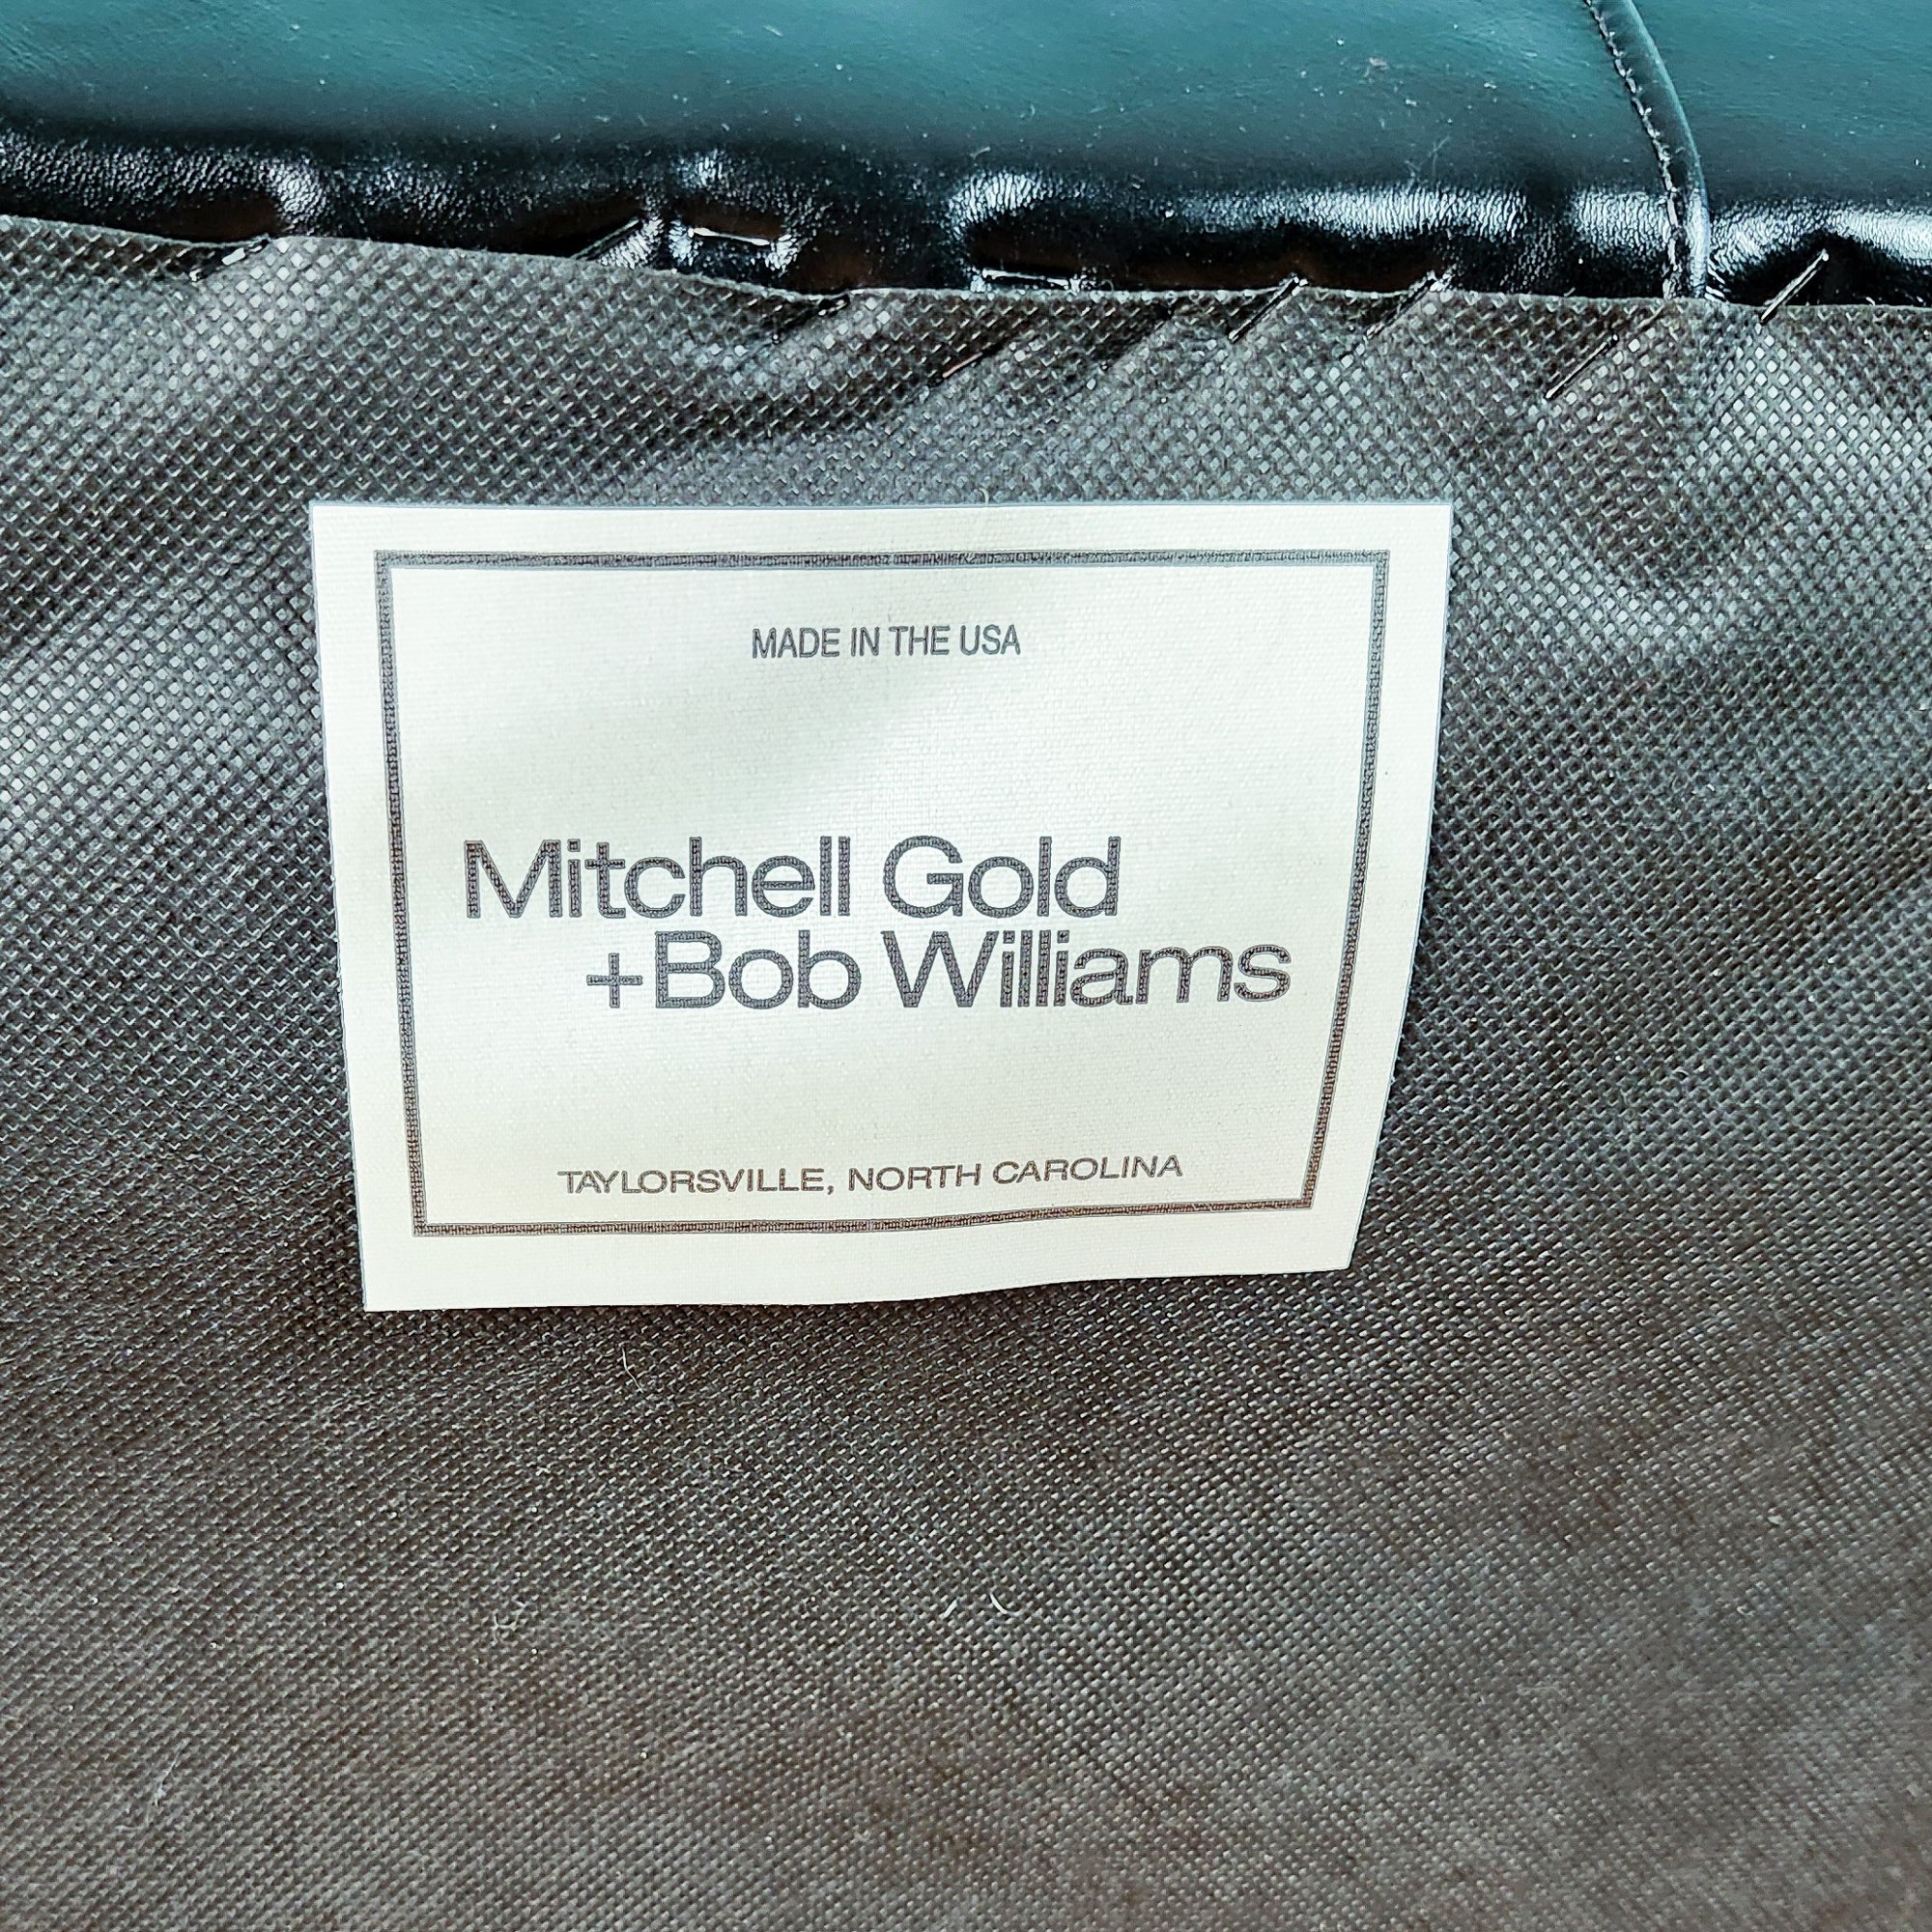 MADE IN THE USA
Mitchell Gold
+Bob Williams
TAYLORSVILLE, NORTH CAROLINA